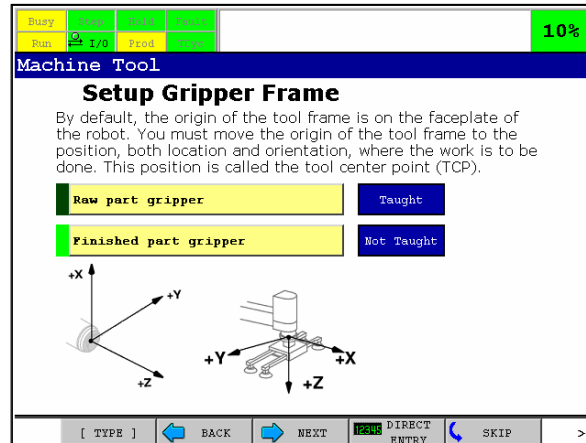 Busy Step Hold Fault
Run I/O Prod TCyc
10%
Machine Tool
Setup Gripper Frame
By default, the origin of the tool frame is on the faceplate of
the robot. You must move the origin of the tool frame to the
position, both location and orientation, where the work is to be
done. This position is called the tool center point (TCP).
Raw part gripper Taught
Finished part gripper Not Taught
+X
+Y
+Z
+Y
+X
+Z
[ TYPE ] BACK NEXT 12345 DIRECT ENTRY SKIP >